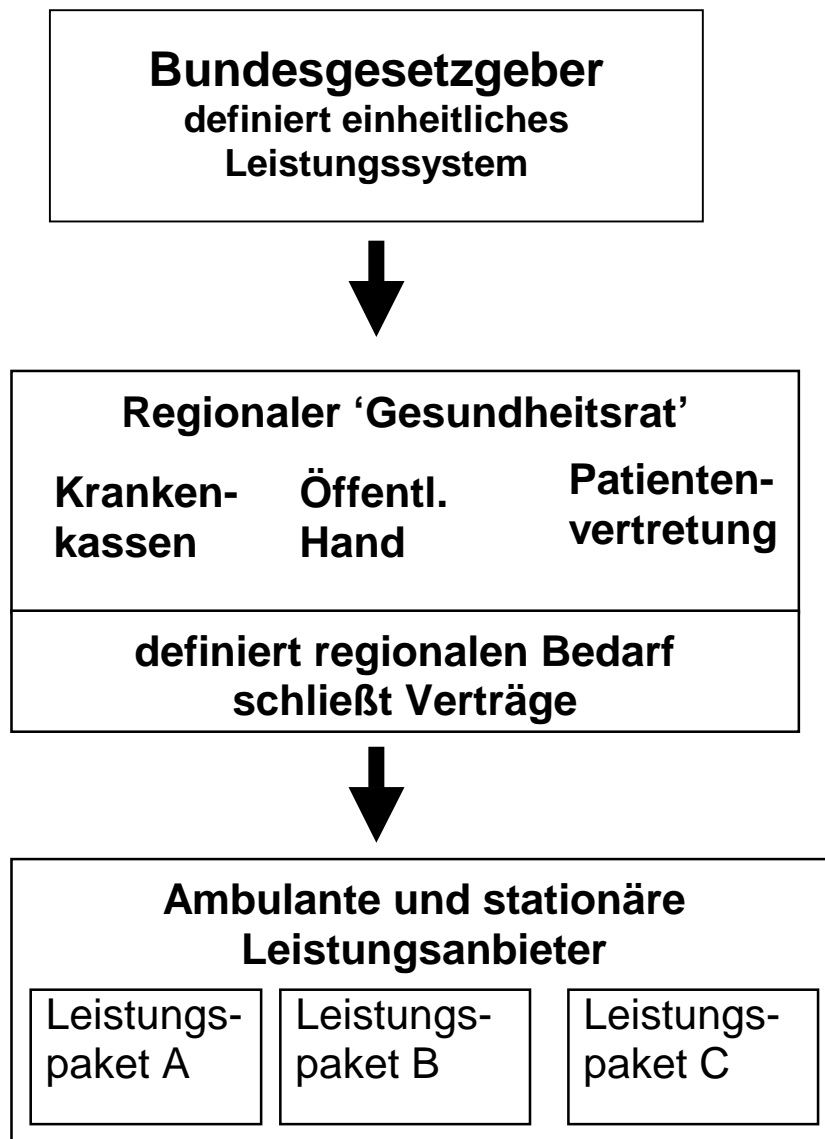 Bundesgesetzgeber
definiert einheitliches
Leistungssystem
Regionaler ‘Gesundheitsrat’
Kranken-
kassen
Öffentl.
Hand
Patienten-
vertretung
definiert regionalen Bedarf
schließt Verträge
Ambulante und stationäre
Leistungsanbieter
Leistungs-
paket A
Leistungs-
paket B
Leistungs-
paket C